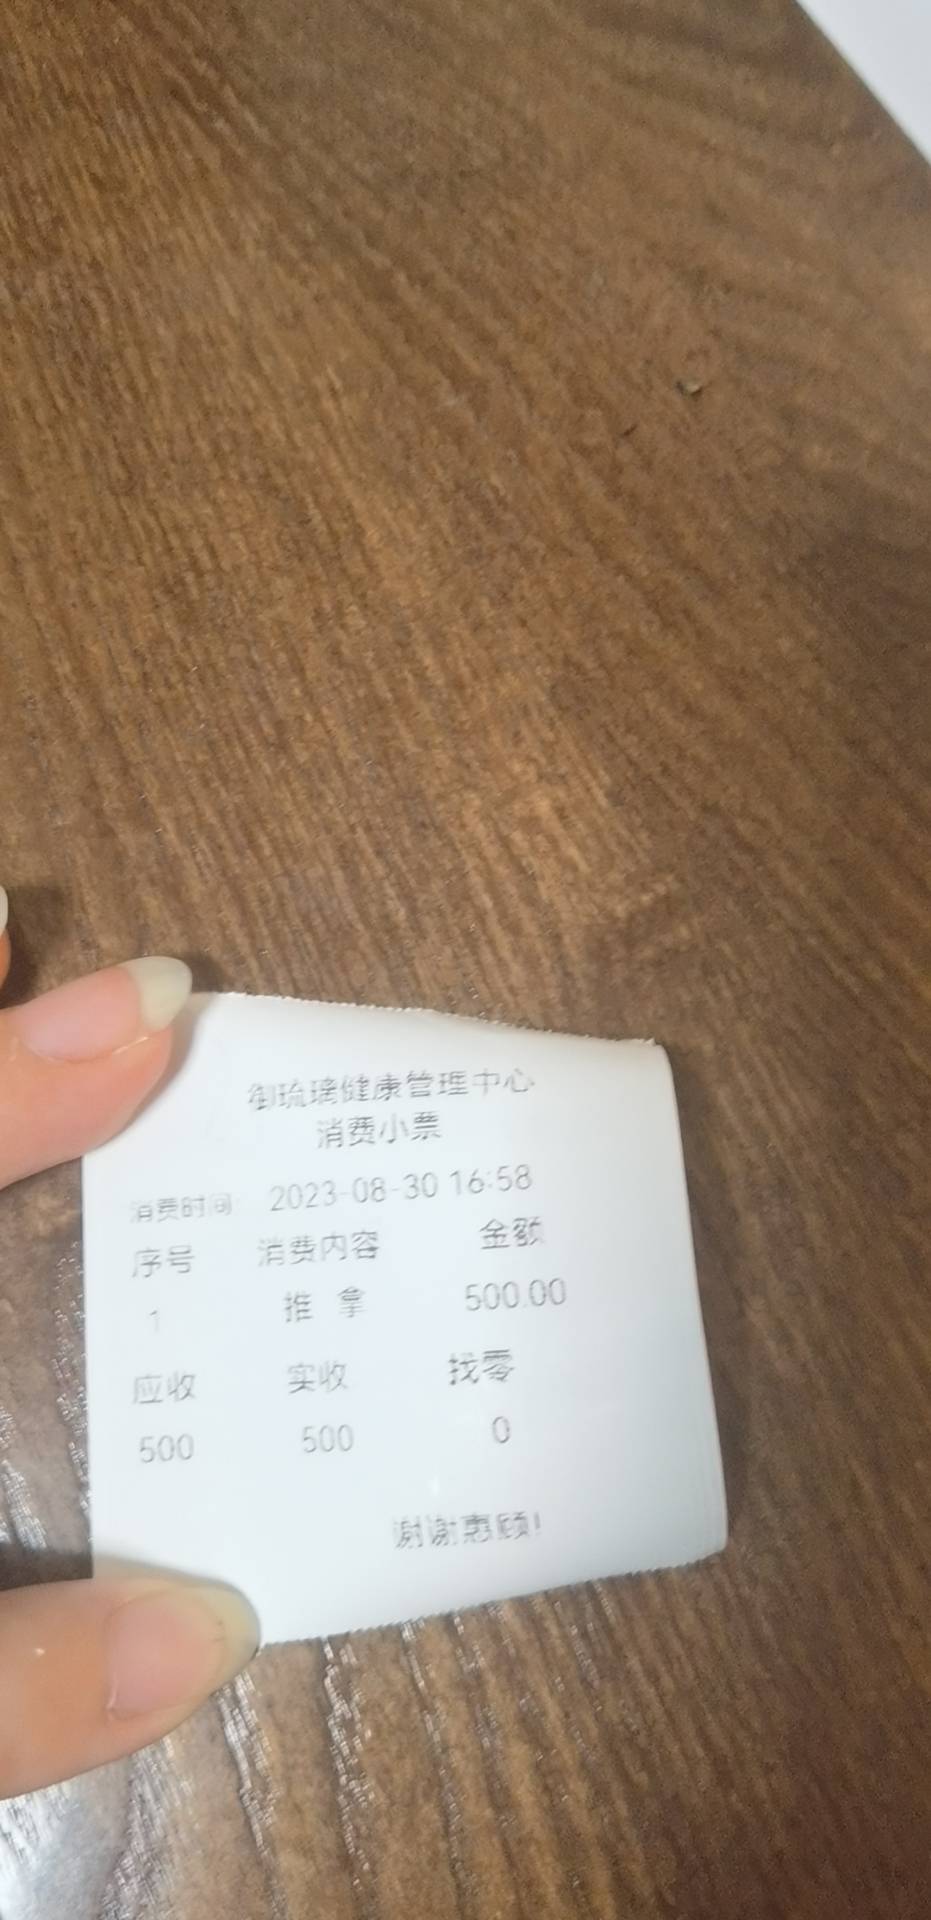 御琉璃健康管理中心
消费小票
消费时间: 2023-08-30 16:58
序号 消费内容 金额
1 推 拿 500.00
应收 实收 找零
500 500 0
谢谢惠顾!